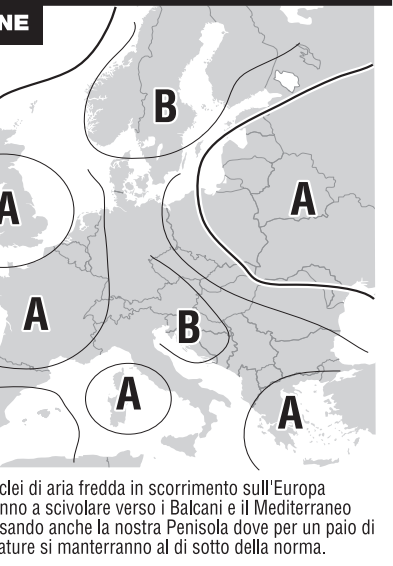 NE
B
A
A
A
B
A
A
clei di aria fredda in scorrimento sull'Europa
nno a scivolare verso i Balcani e il Mediterraneo
sando anche la nostra Penisola dove per un paio di
ature si manterranno al di sotto della norma.